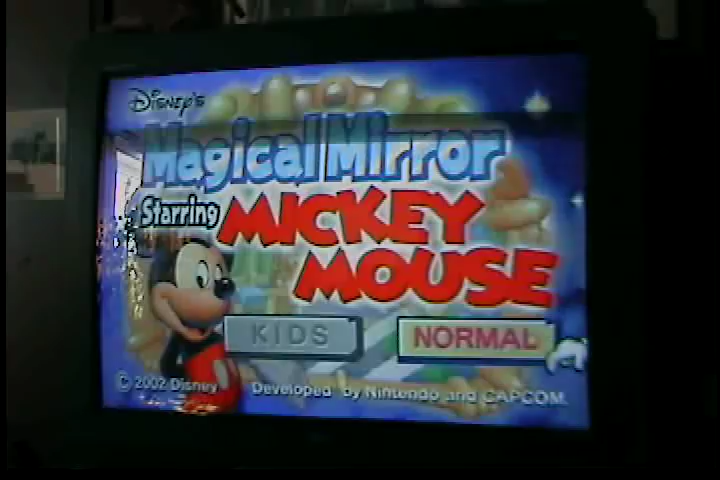 Disney's
Magical Mirror
Starring MICKEY
MOUSE
KIDS NORMAL
© 2002 Disney Developed by Nintendo and CAPCOM.